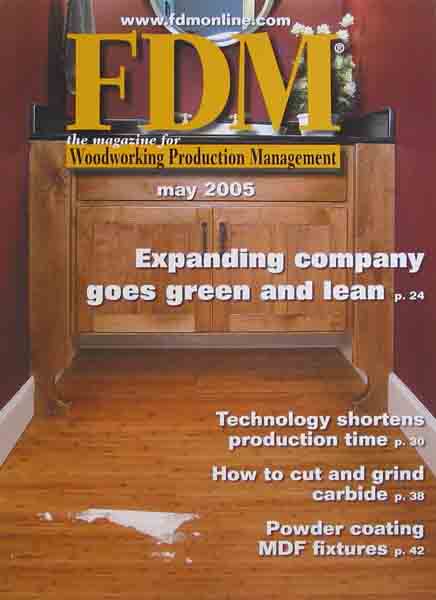 www.fdmonline.com
FDM®
the magazine for
Woodworking Production Management
may 2005
Expanding company
goes green and lean p. 24
Technology shortens
production time p. 30
How to cut and grind
carbide p. 38
Powder coating
MDF fixtures p. 42